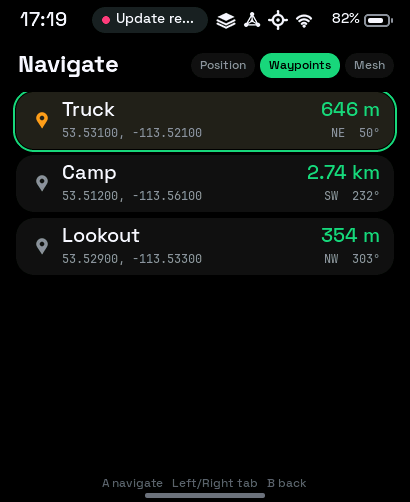 17:19 Update re... 82%
Navigate Position Waypoints Mesh
Truck 646 m
53.53100, -113.52100 NE 50°
Camp 2.74 km
53.51200, -113.56100 SW 232°
Lookout 354 m
53.52900, -113.53300 NW 303°
A navigate Left/Right tab B back